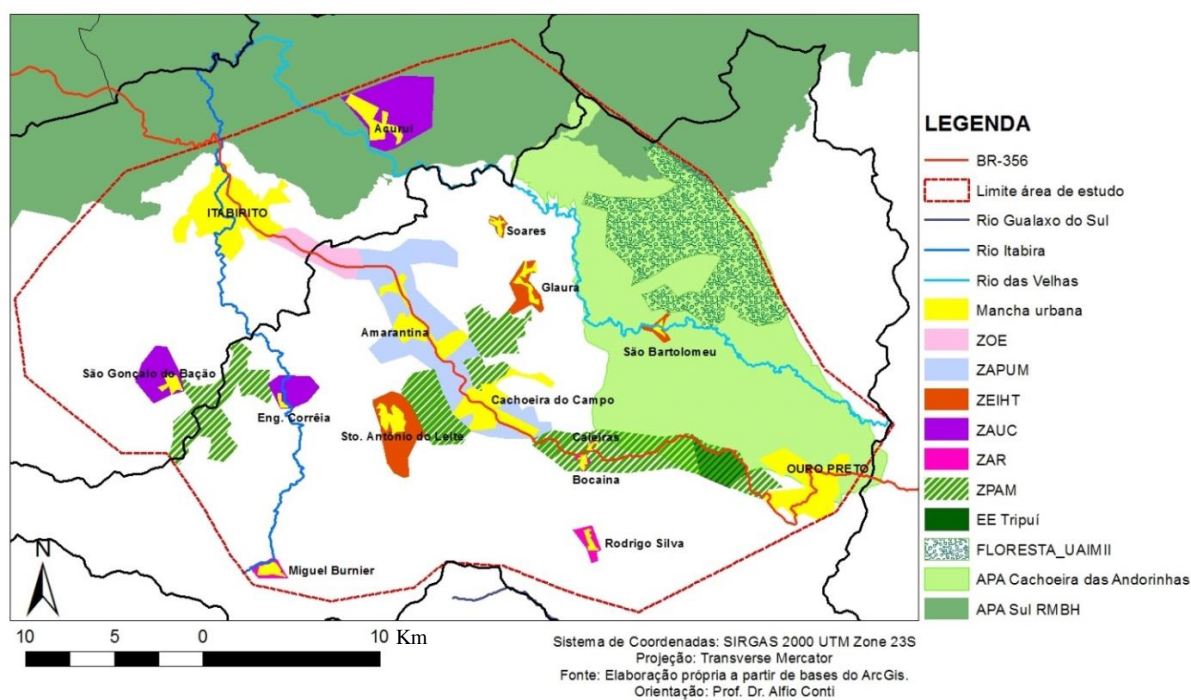 Acuruí
ITABIRITO
Soares
Glaura
Amarantina
São Bartolomeu
São Gonçalo do Bação
Eng. Corrêia
Cachoeira do Campo
Sto. Antônio do Leite
Caieiras
Bocaina
OURO PRETO
Rodrigo Silva
Miguel Burnier
N
10 5 0 10 Km
LEGENDA
BR-356
Limite área de estudo
Rio Gualaxo do Sul
Rio Itabira
Rio das Velhas
Mancha urbana
ZOE
ZAPUM
ZEIHT
ZAUC
ZAR
ZPAM
EE Tripuí
FLORESTA_UAIMII
APA Cachoeira das Andorinhas
APA Sul RMBH
Sistema de Coordenadas: SIRGAS 2000 UTM Zone 23S
Projeção: Transverse Mercator
Fonte: Elaboração própria a partir de bases do ArcGis.
Orientação: Prof. Dr. Alfio Conti